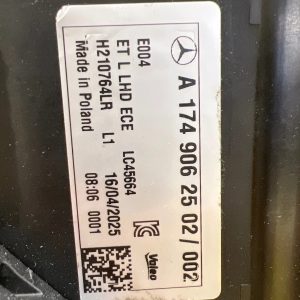 A 174 906 25 02 / 002
E004
ET L LHD ECE LC45664
H210764LR L1 16/04/2025
Made in Poland 08:06 0001
Valeo